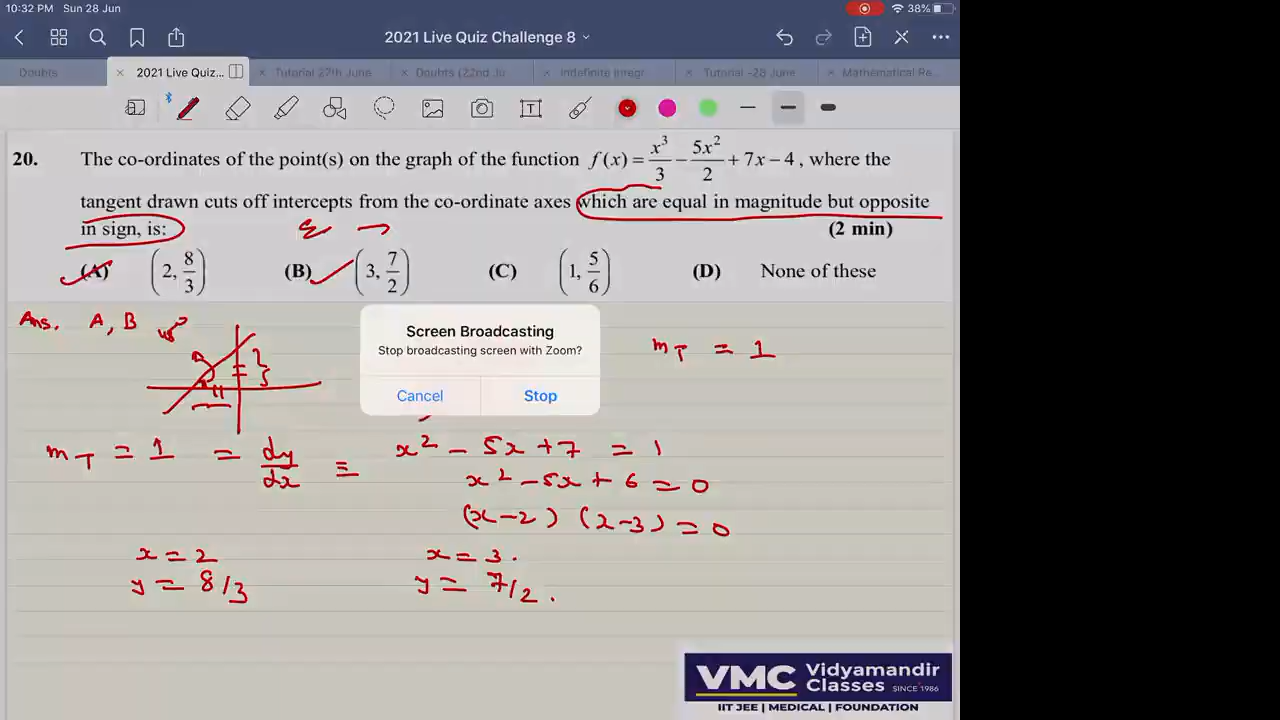 10:32 PM Sun 28 Jun 38%
2021 Live Quiz Challenge 8
Doubts × 2021 Live Quiz... × Tutorial 27th June × Doubts (22nd Ju × Indefinite Integr × Tutorial -28 June × Mathematical Re...
20. The co-ordinates of the point(s) on the graph of the function f(x) = x³/3 − 5x²/2 + 7x − 4, where the
tangent drawn cuts off intercepts from the co-ordinate axes which are equal in magnitude but opposite
in sign, is: (2 min)
(A) (2, 8/3) (B) (3, 7/2) (C) (1, 5/6) (D) None of these
Ans. A, B
Screen Broadcasting
Stop broadcasting screen with Zoom?
Cancel Stop
m_T = 1
m_T = 1 = dy/dx = x² − 5x + 7 = 1
x² − 5x + 6 = 0
(x−2) (x−3) = 0
x = 2 x = 3.
y = 8/3 y = 7/2.
VMC Vidyamandir Classes SINCE 1986
IIT JEE | MEDICAL | FOUNDATION